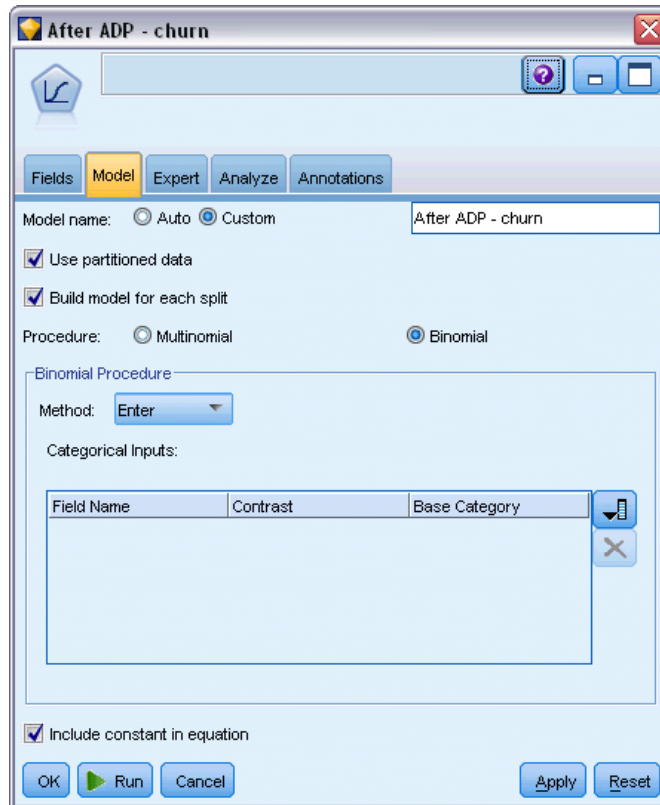 After ADP - churn
Fields Model Expert Analyze Annotations
Model name: Auto Custom After ADP - churn
Use partitioned data
Build model for each split
Procedure: Multinomial Binomial
Binomial Procedure
Method: Enter
Categorical Inputs:
Field Name Contrast Base Category
Include constant in equation
OK Run Cancel Apply Reset